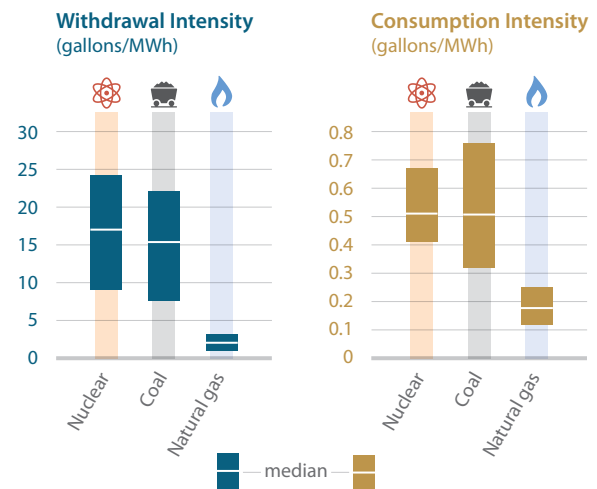 Withdrawal Intensity
(gallons/MWh)
30
25
20
15
10
5
0
Nuclear
Coal
Natural gas
Consumption Intensity
(gallons/MWh)
0.8
0.7
0.6
0.5
0.4
0.3
0.2
0.1
0
Nuclear
Coal
Natural gas
median